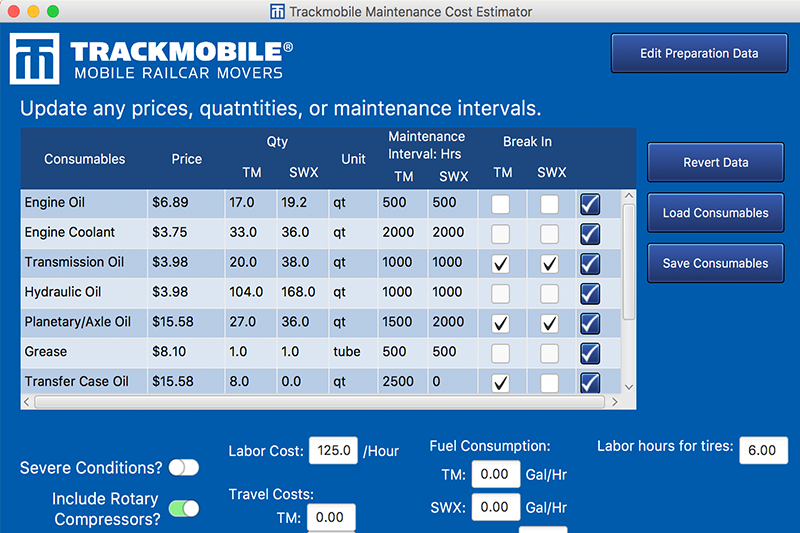 Trackmobile Maintenance Cost Estimator
TRACKMOBILE®
MOBILE RAILCAR MOVERS
Edit Preparation Data
Update any prices, quatntities, or maintenance intervals.
Consumables Price Qty Unit Maintenance Interval: Hrs Break In
TM SWX TM SWX TM SWX
Engine Oil $6.89 17.0 19.2 qt 500 500
Engine Coolant $3.75 33.0 36.0 qt 2000 2000
Transmission Oil $3.98 20.0 38.0 qt 1000 1000
Hydraulic Oil $3.98 104.0 168.0 qt 1000 1000
Planetary/Axle Oil $15.58 27.0 36.0 qt 1500 2000
Grease $8.10 1.0 1.0 tube 500 500
Transfer Case Oil $15.58 8.0 0.0 qt 2500 0
Revert Data
Load Consumables
Save Consumables
Severe Conditions?
Include Rotary
Compressors?
Labor Cost: 125.0 /Hour
Travel Costs:
TM: 0.00
Fuel Consumption:
TM: 0.00 Gal/Hr
SWX: 0.00 Gal/Hr
Labor hours for tires: 6.00